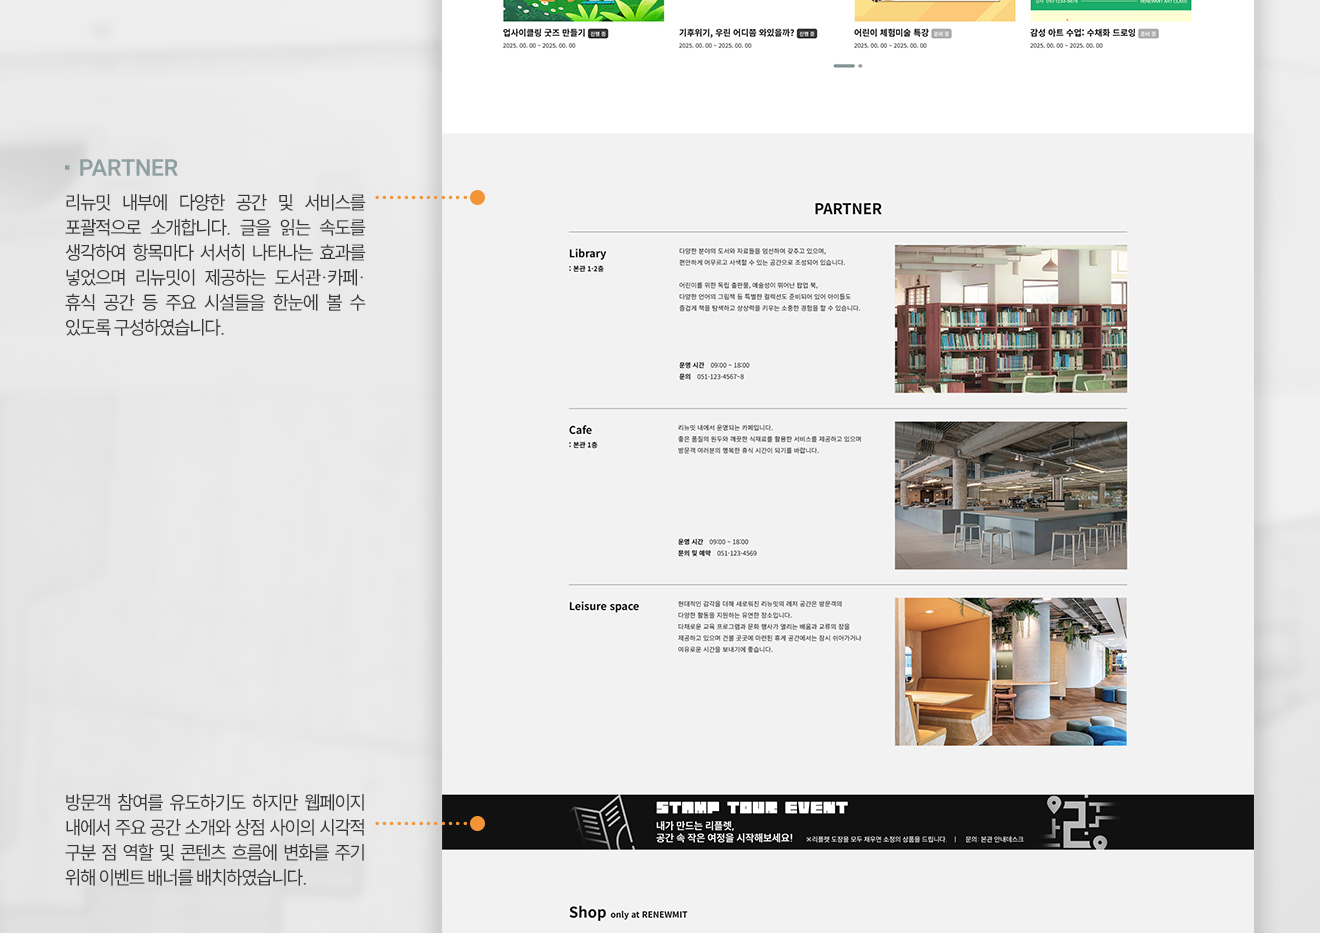 감사: 051-1234-5678
RENEWMIT ART CLASS
업사이클링 굿즈 만들기 진행 중
2025. 00. 00 ~ 2025. 00. 00
기후위기, 우린 어디쯤 와있을까? 진행 중
2025. 00. 00 ~ 2025. 00. 00
어린이 체험미술 특강 준비 중
2025. 00. 00 ~ 2025. 00. 00
감성 아트 수업: 수채화 드로잉 준비 중
2025. 00. 00 ~ 2025. 00. 00
PARTNER
리뉴밋 내부에 다양한 공간 및 서비스를
포괄적으로 소개합니다. 글을 읽는 속도를
생각하여 항목마다 서서히 나타나는 효과를
넣었으며 리뉴밋이 제공하는 도서관·카페·
휴식 공간 등 주요 시설들을 한눈에 볼 수
있도록 구성하였습니다.
PARTNER
Library
: 본관 1-2층
다양한 분야의 도서와 자료들을 엄선하여 갖추고 있으며,
편안하게 머무르고 사색할 수 있는 공간으로 조성되어 있습니다.
어린이를 위한 독립 출판물, 예술성이 뛰어난 팝업 북,
다양한 언어의 그림책 등 특별한 컬렉션도 준비되어 있어 아이들도
즐겁게 책을 탐색하고 상상력을 키우는 소중한 경험을 할 수 있습니다.
운영 시간 09:00 ~ 18:00
문의 051-123-4567~8
Cafe
: 본관 1층
리뉴밋 내에서 운영되는 카페입니다.
좋은 품질의 원두와 깨끗한 식재료를 활용한 서비스를 제공하고 있으며
방문객 여러분의 행복한 휴식 시간이 되기를 바랍니다.
운영 시간 09:00 ~ 18:00
문의 및 예약 051-123-4569
Leisure space
현대적인 감각을 더해 새로워진 리뉴밋의 레저 공간은 방문객의
다양한 활동을 지원하는 유연한 장소입니다.
다채로운 교육 프로그램과 문화 행사가 열리는 배움과 교류의 장을
제공하고 있으며 건물 곳곳에 마련된 휴게 공간에서는 잠시 쉬어가거나
여유로운 시간을 보내기에 좋습니다.
방문객 참여를 유도하기도 하지만 웹페이지
내에서 주요 공간 소개와 상점 사이의 시각적
구분 점 역할 및 콘텐츠 흐름에 변화를 주기
위해 이벤트 배너를 배치하였습니다.
STAMP TOUR EVENT
내가 만드는 리플렛,
공간 속 작은 여정을 시작해보세요! ※리플렛 도장을 모두 채우면 소정의 상품을 드립니다. | 문의: 본관 안내데스크
Shop only at RENEWMIT